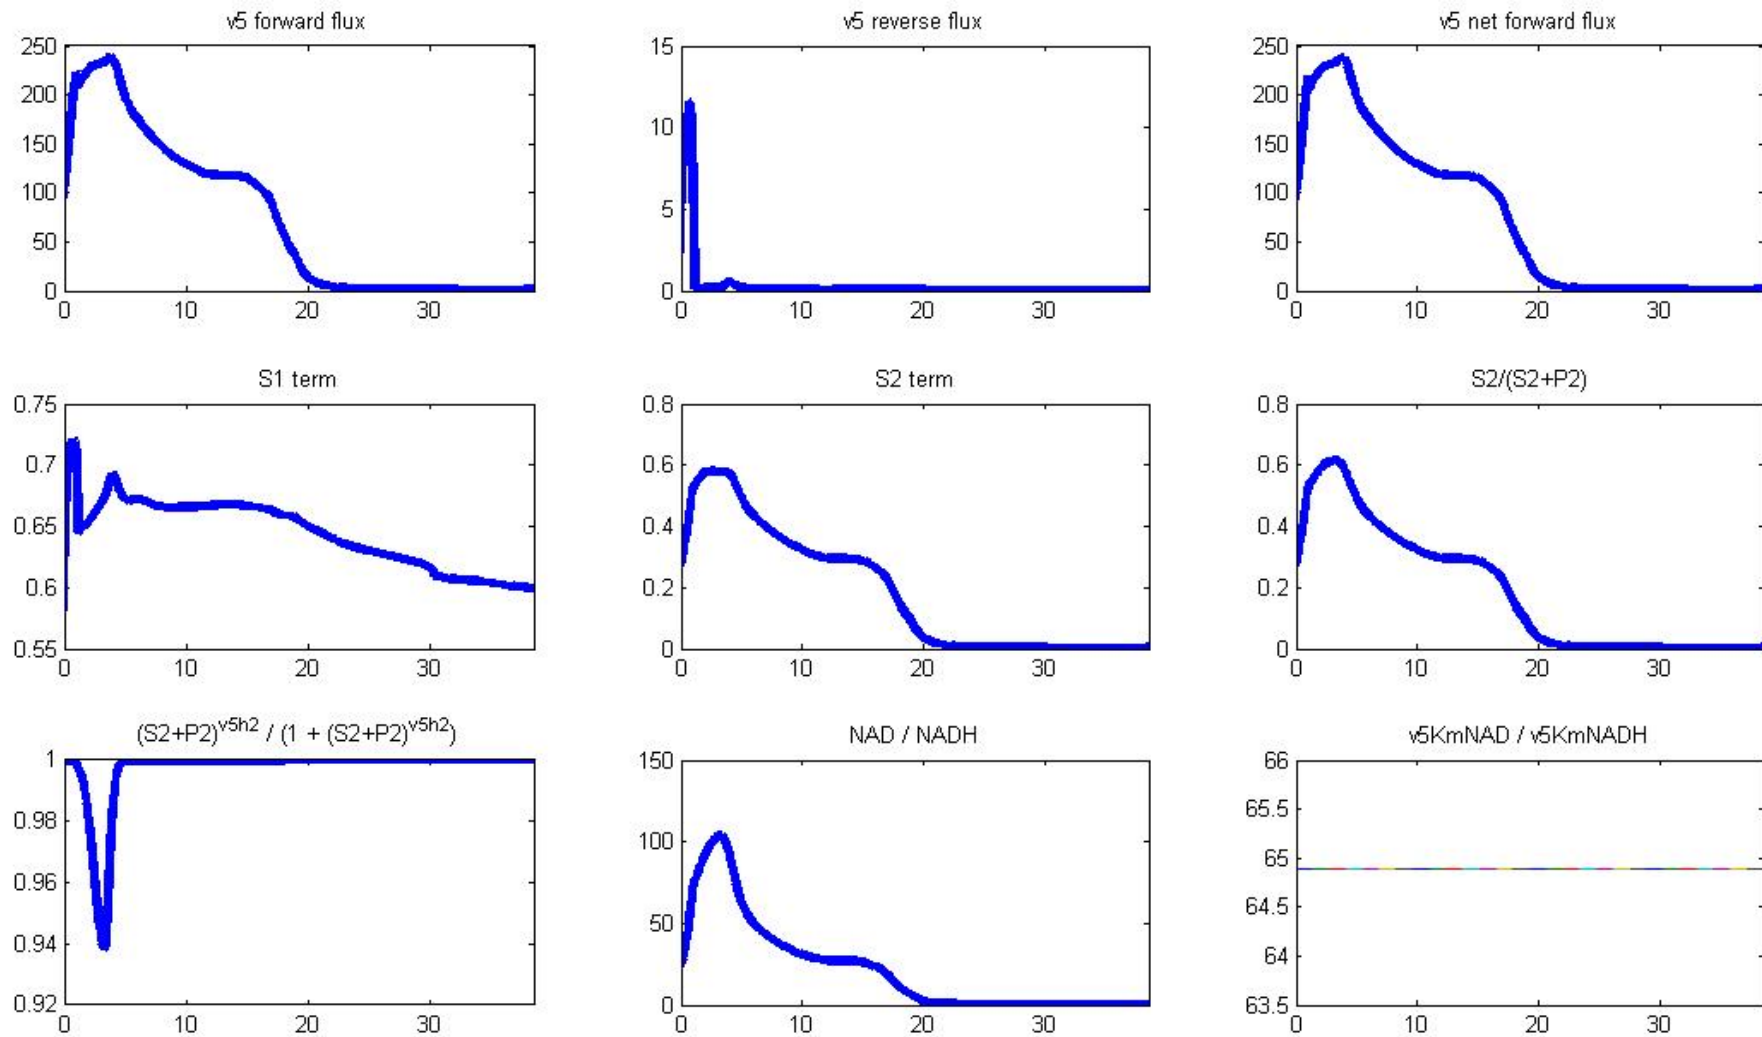 v5 forward flux
250
200
150
100
50
0
0 10 20 30
v5 reverse flux
15
10
5
0
0 10 20 30
v5 net forward flux
250
200
150
100
50
0
0 10 20 30
S1 term
0.75
0.7
0.65
0.6
0.55
0 10 20 30
S2 term
0.8
0.6
0.4
0.2
0
0 10 20 30
S2/(S2+P2)
0.8
0.6
0.4
0.2
0
0 10 20 30
(S2+P2)^v5h2 / (1 + (S2+P2)^v5h2)
1
0.98
0.96
0.94
0.92
0 10 20 30
NAD / NADH
150
100
50
0
0 10 20 30
v5KmNAD / v5KmNADH
66
65.5
65
64.5
64
63.5
0 10 20 30